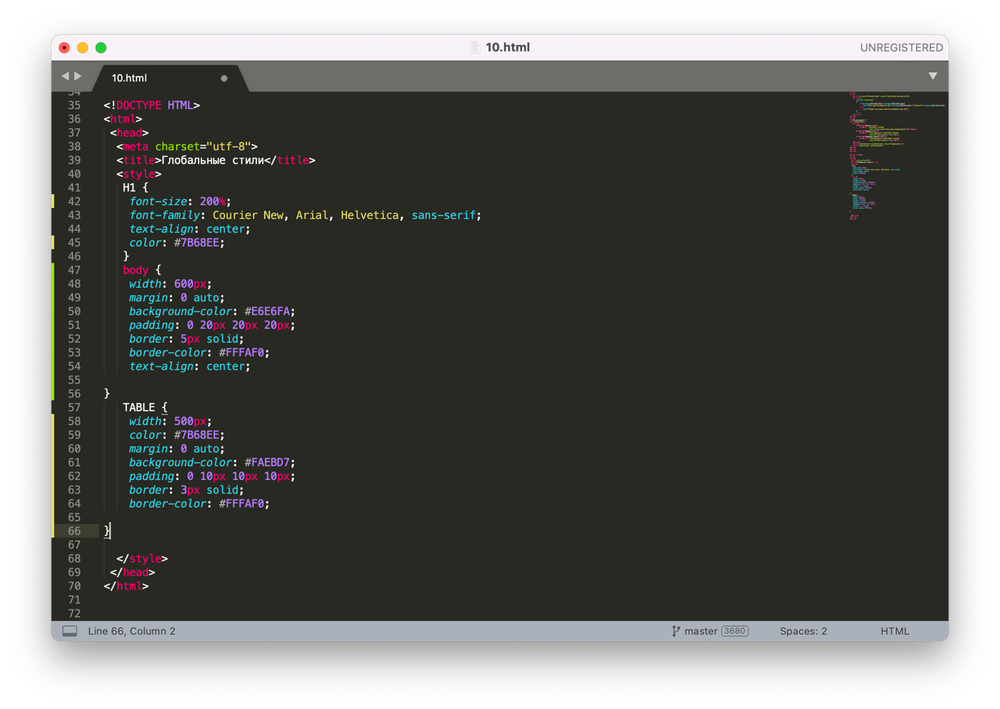 10.html
UNREGISTERED
10.html
34
35 <!DOCTYPE HTML>
36 <html>
37 <head>
38 <meta charset="utf-8">
39 <title>Глобальные стили</title>
40 <style>
41 H1 {
42 font-size: 200%;
43 font-family: Courier New, Arial, Helvetica, sans-serif;
44 text-align: center;
45 color: #7B68EE;
46 }
47 body {
48 width: 600px;
49 margin: 0 auto;
50 background-color: #E6E6FA;
51 padding: 0 20px 20px 20px;
52 border: 5px solid;
53 border-color: #FFFAF0;
54 text-align: center;
55
56 }
57 TABLE {
58 width: 500px;
59 color: #7B68EE;
60 margin: 0 auto;
61 background-color: #FAEBD7;
62 padding: 0 10px 10px 10px;
63 border: 3px solid;
64 border-color: #FFFAF0;
65
66 }
67
68 </style>
69 </head>
70 </html>
71
72
Line 66, Column 2
master 3680
Spaces: 2
HTML